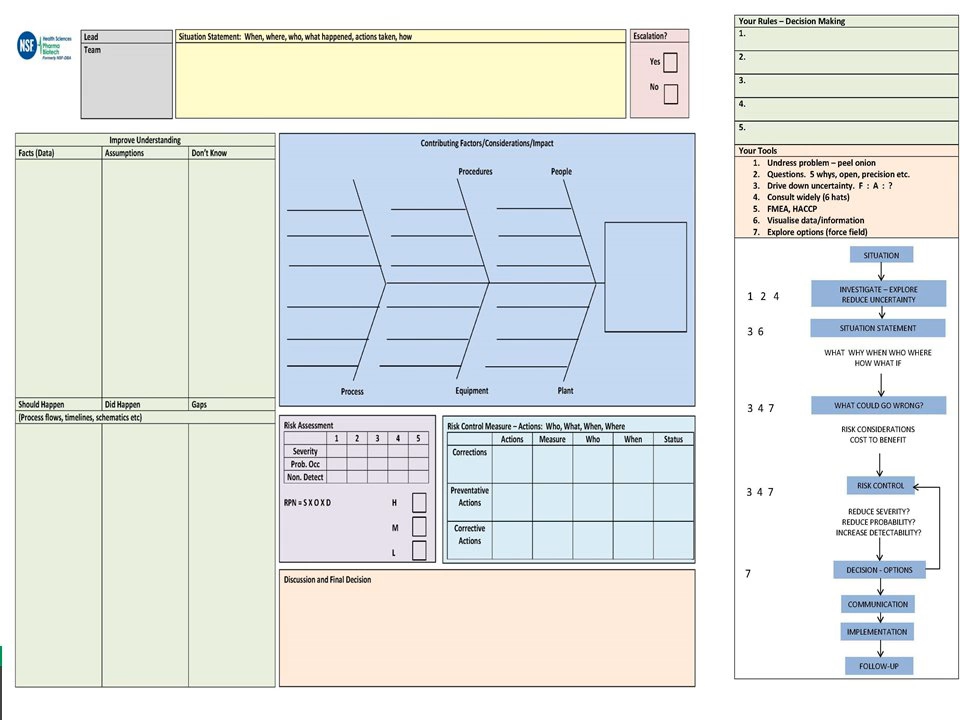 NSF
Health Sciences
Pharma
Biotech
Formerly NSF-DBA
Lead
Team
Situation Statement: When, where, who, what happened, actions taken, how
Escalation?
Yes
No
Improve Understanding
Facts (Data) Assumptions Don't Know
Should Happen Did Happen Gaps
(Process flows, timelines, schematics etc)
Contributing Factors/Considerations/Impact
Procedures People
Process Equipment Plant
Risk Assessment
1 2 3 4 5
Severity
Prob. Occ
Non. Detect
RPN = S X O X D H
M
L
Risk Control Measure – Actions: Who, What, When, Where
Actions Measure Who When Status
Corrections
Preventative
Actions
Corrective
Actions
Discussion and Final Decision
Your Rules – Decision Making
1.
2.
3.
4.
5.
Your Tools
1. Undress problem – peel onion
2. Questions. 5 whys, open, precision etc.
3. Drive down uncertainty. F : A : ?
4. Consult widely (6 hats)
5. FMEA, HACCP
6. Visualise data/information
7. Explore options (force field)
SITUATION
1 2 4
INVESTIGATE – EXPLORE
REDUCE UNCERTAINTY
3 6
SITUATION STATEMENT
WHAT WHY WHEN WHO WHERE
HOW WHAT IF
3 4 7
WHAT COULD GO WRONG?
RISK CONSIDERATIONS
COST TO BENEFIT
3 4 7
RISK CONTROL
REDUCE SEVERITY?
REDUCE PROBABILITY?
INCREASE DETECTABILITY?
7
DECISION - OPTIONS
COMMUNICATION
IMPLEMENTATION
FOLLOW-UP